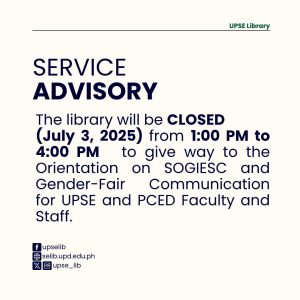 UPSE Library
SERVICE
ADVISORY
The library will be CLOSED
(July 3, 2025) from 1:00 PM to
4:00 PM to give way to the
Orientation on SOGIESC and
Gender-Fair Communication
for UPSE and PCED Faculty and
Staff.
upselib
selib.upd.edu.ph
upse_lib